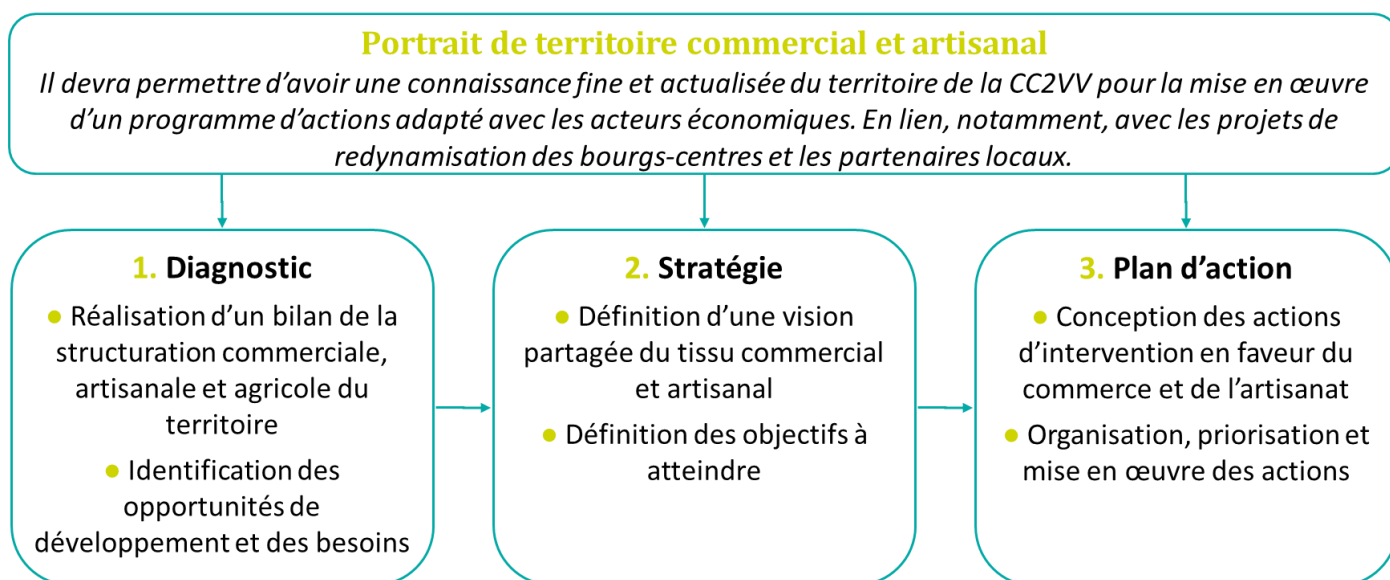 Portrait de territoire commercial et artisanal
Il devra permettre d’avoir une connaissance fine et actualisée du territoire de la CC2VV pour la mise en œuvre
d’un programme d’actions adapté avec les acteurs économiques. En lien, notamment, avec les projets de
redynamisation des bourgs-centres et les partenaires locaux.
1. Diagnostic
● Réalisation d’un bilan de la
structuration commerciale,
artisanale et agricole du
territoire
● Identification des
opportunités de
développement et des besoins
2. Stratégie
● Définition d’une vision
partagée du tissu commercial
et artisanal
● Définition des objectifs à
atteindre
3. Plan d’action
● Conception des actions
d’intervention en faveur du
commerce et de l’artisanat
● Organisation, priorisation et
mise en œuvre des actions